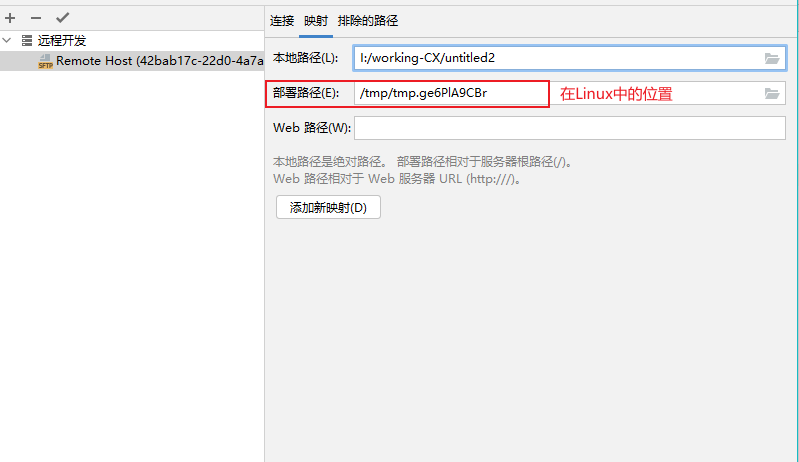 远程开发
SFTP
Remote Host (42bab17c-22d0-4a7a
连接 映射 排除的路径
本地路径(L): I:/working-CX/untitled2
部署路径(E): /tmp/tmp.ge6PlA9CBr 在Linux中的位置
Web 路径(W):
本地路径是绝对路径。 部署路径相对于服务器根路径(/)。
Web 路径相对于 Web 服务器 URL (http:///)。
添加新映射(D)